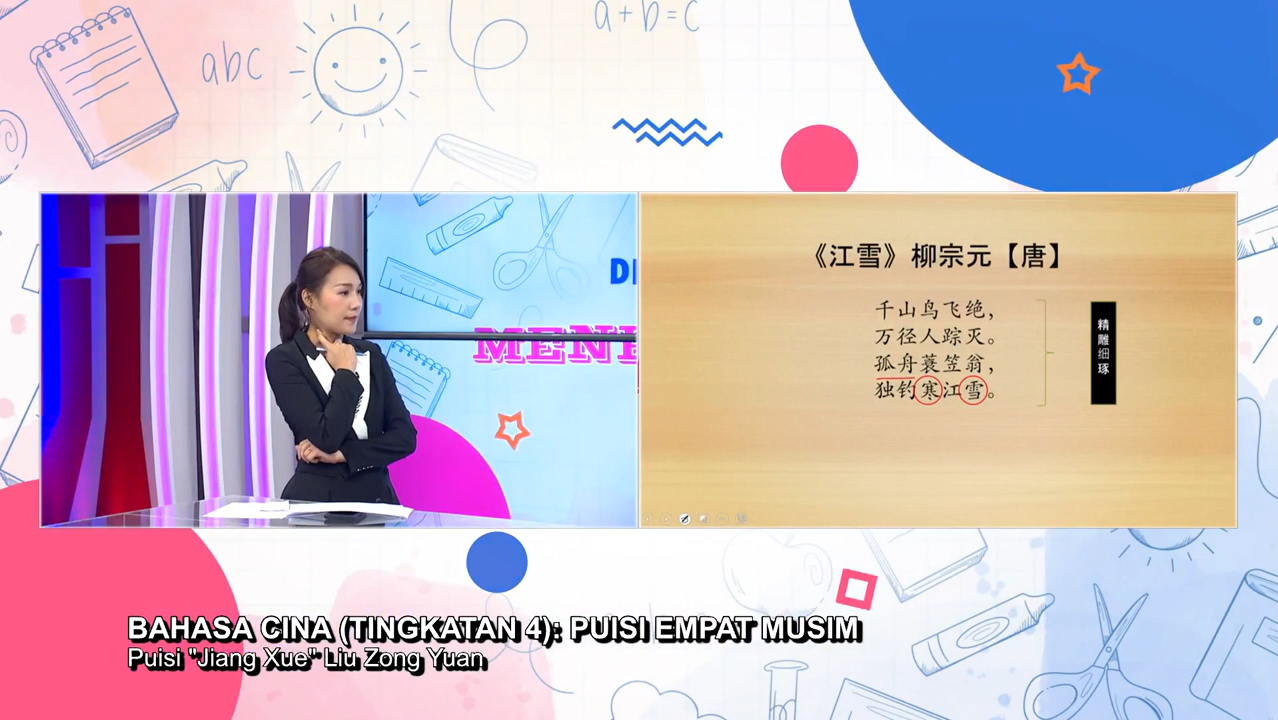 abc
a+b=c
DI
MENI
《江雪》柳宗元【唐】
千山鸟飞绝，
万径人踪灭。
孤舟蓑笠翁，
独钓寒江雪。
精雕细琢
BAHASA CINA (TINGKATAN 4): PUISI EMPAT MUSIM
Puisi "Jiang Xue" Liu Zong Yuan